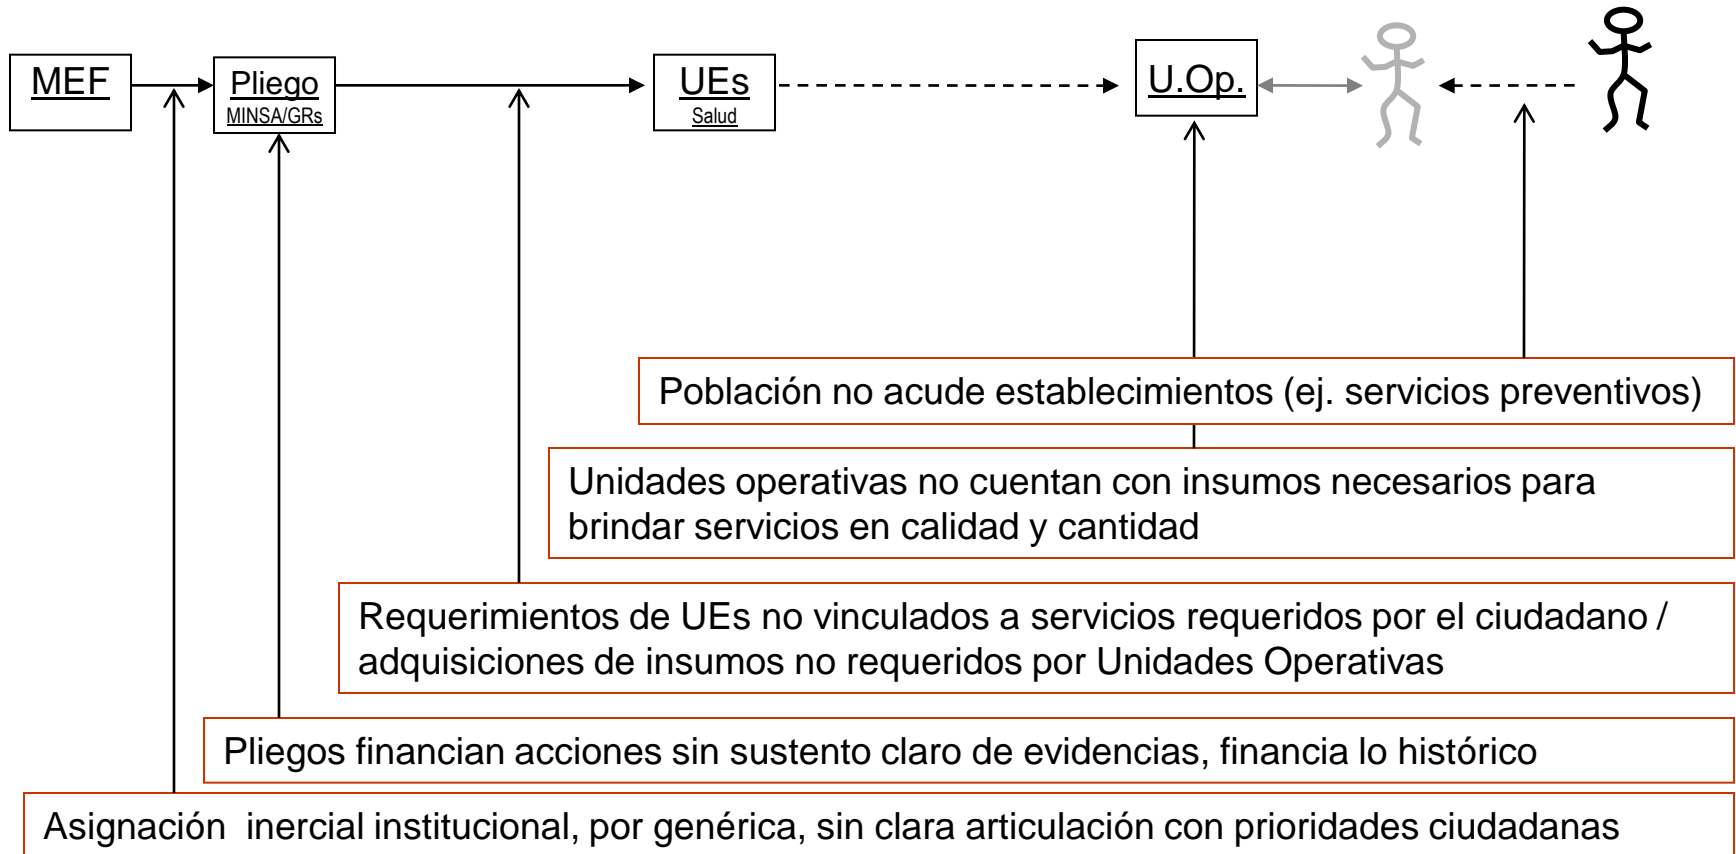 MEF
Pliego
MINSA/GRs
UEs
Salud
U.Op.
Población no acude establecimientos (ej. servicios preventivos)
Unidades operativas no cuentan con insumos necesarios para
brindar servicios en calidad y cantidad
Requerimientos de UEs no vinculados a servicios requeridos por el ciudadano /
adquisiciones de insumos no requeridos por Unidades Operativas
Pliegos financian acciones sin sustento claro de evidencias, financia lo histórico
Asignación  inercial institucional, por genérica, sin clara articulación con prioridades ciudadanas